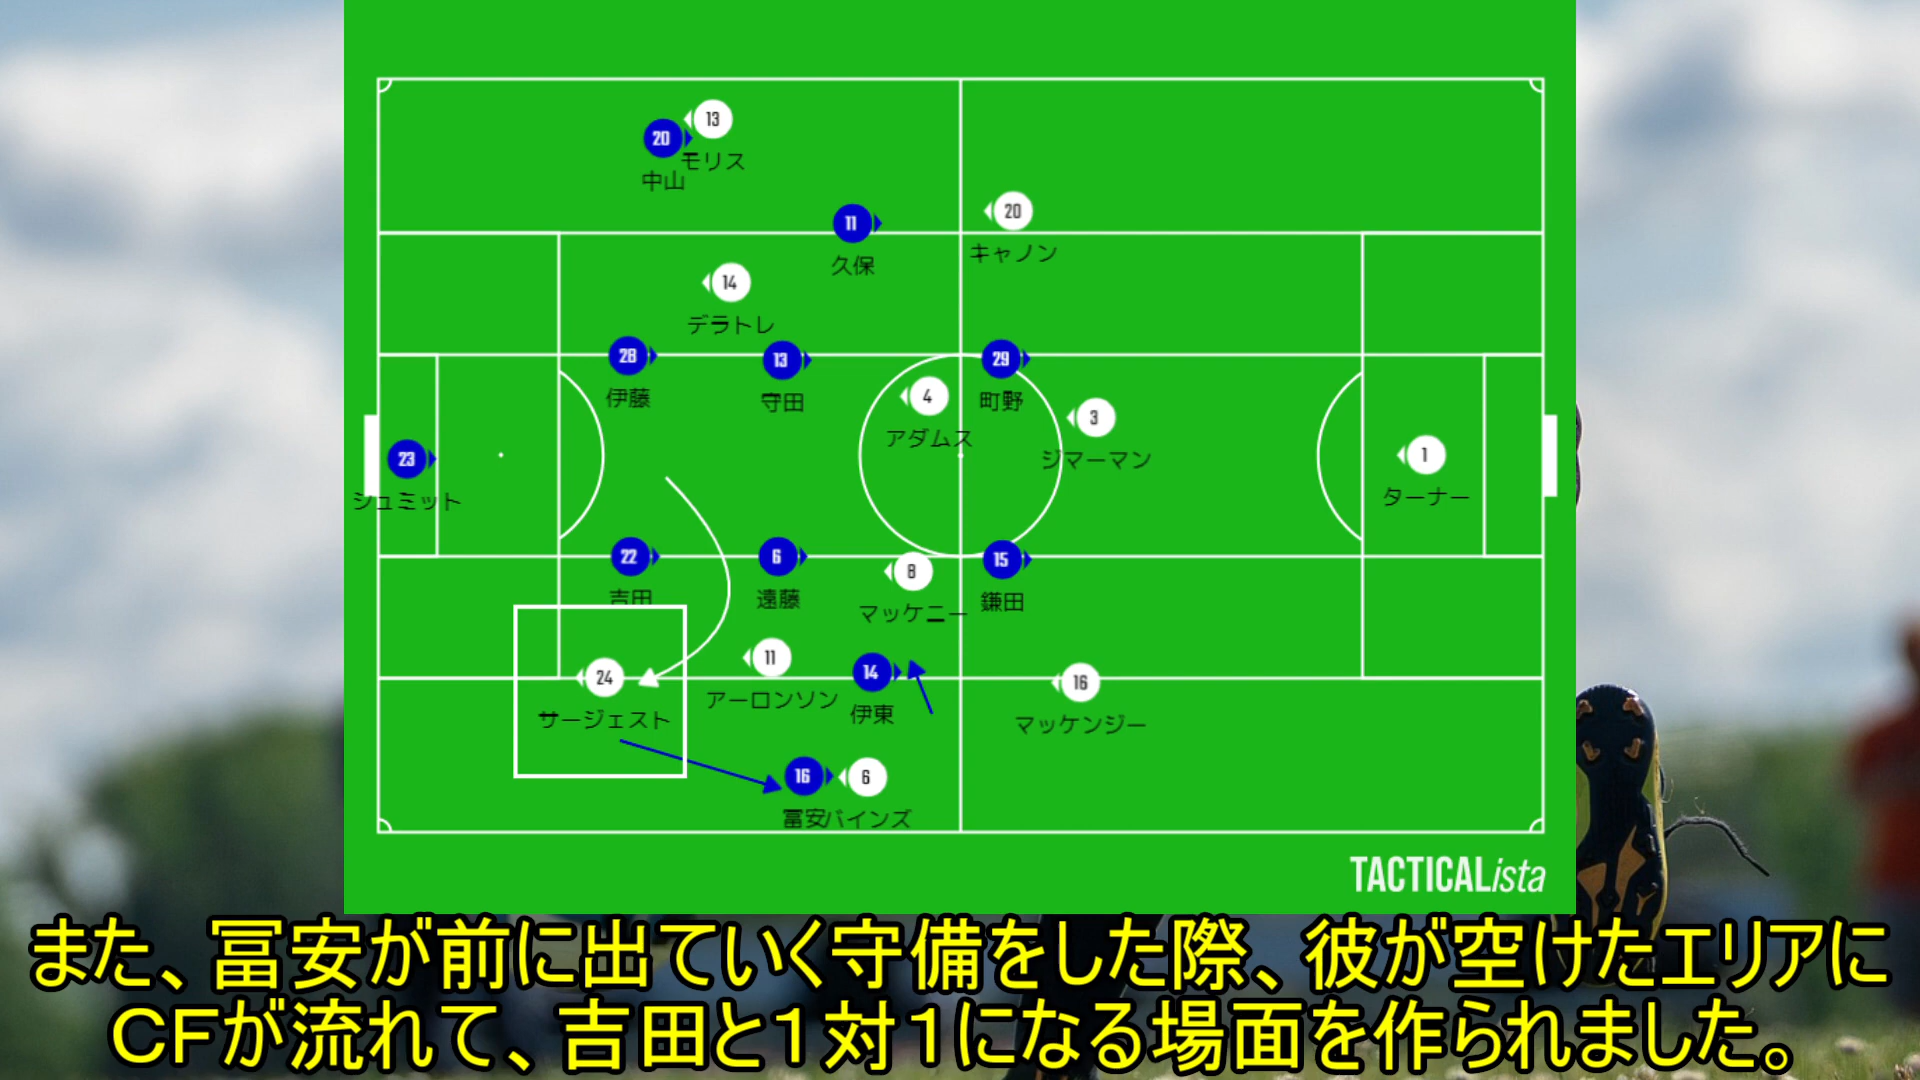 13
20
モリス
中山
11
20
久保
キャノン
14
デラトレ
28
13
29
伊藤
守田
町野
4
3
アダムス
ジマーマン
23
1
シュミット
ターナー
22
6
8
15
吉田
遠藤
マッケニー
鎌田
24
11
14
16
サージェスト
アーロンソン
伊東
マッケンジー
16
6
冨安
バインズ
TACTICALista
また、冨安が前に出ていく守備をした際、彼が空けたエリアに
CFが流れて、吉田と1対1になる場面を作られました。